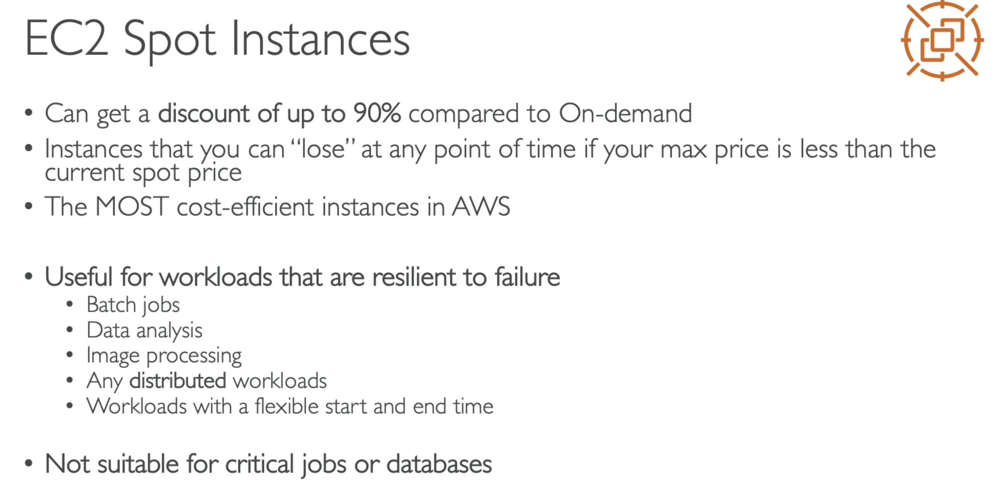 EC2 Spot Instances
• Can get a discount of up to 90% compared to On-demand
• Instances that you can “lose” at any point of time if your max price is less than the
current spot price
• The MOST cost-efficient instances in AWS
• Useful for workloads that are resilient to failure
• Batch jobs
• Data analysis
• Image processing
• Any distributed workloads
• Workloads with a flexible start and end time
• Not suitable for critical jobs or databases